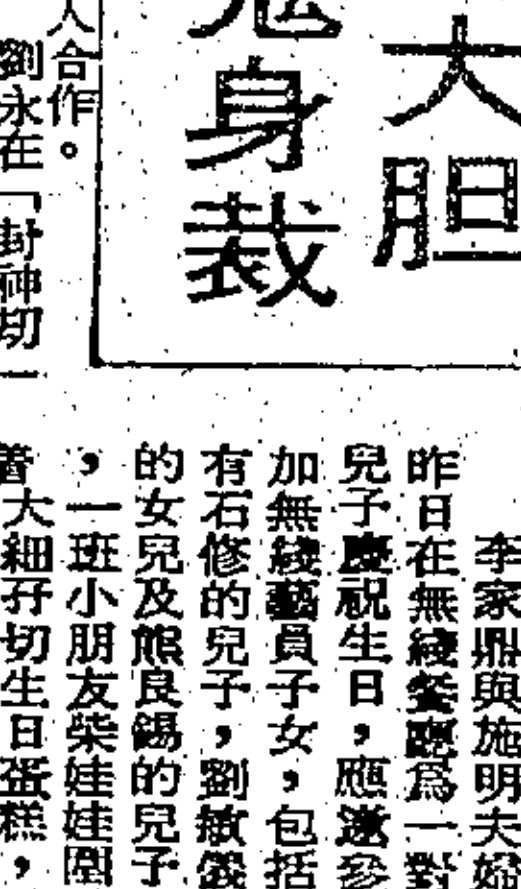 大胆
身裁
人合作。
劉永在「封神切
李家鼎與施明夫婦
昨日在無綫餐廳為一對
兒子慶祝生日，應邀參
加無綫藝員子女，包括
有石修的兒子，劉敏儀
的女兒及熊良錫的兒子
，一班小朋友柴娃娃圍
着大細孖切生日蛋糕，